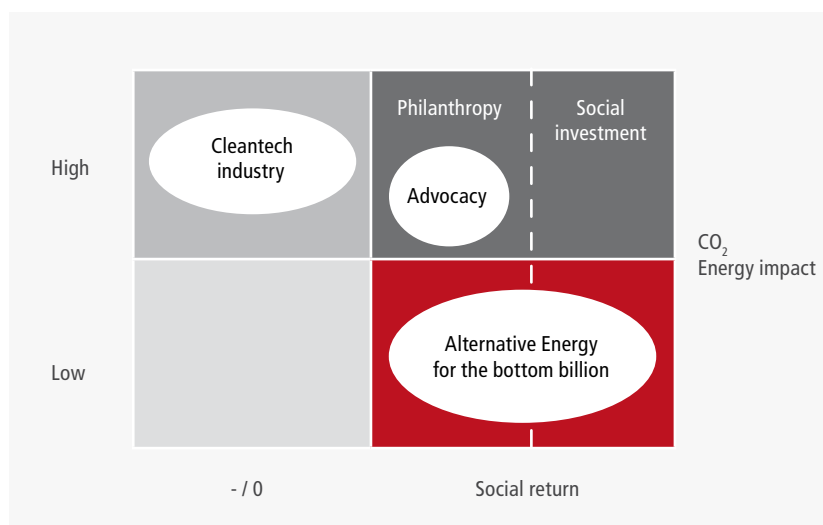 Philanthropy
Social
investment
Cleantech
industry
High
Advocacy
CO₂
Energy impact
Alternative Energy
for the bottom billion
Low
- / 0
Social return